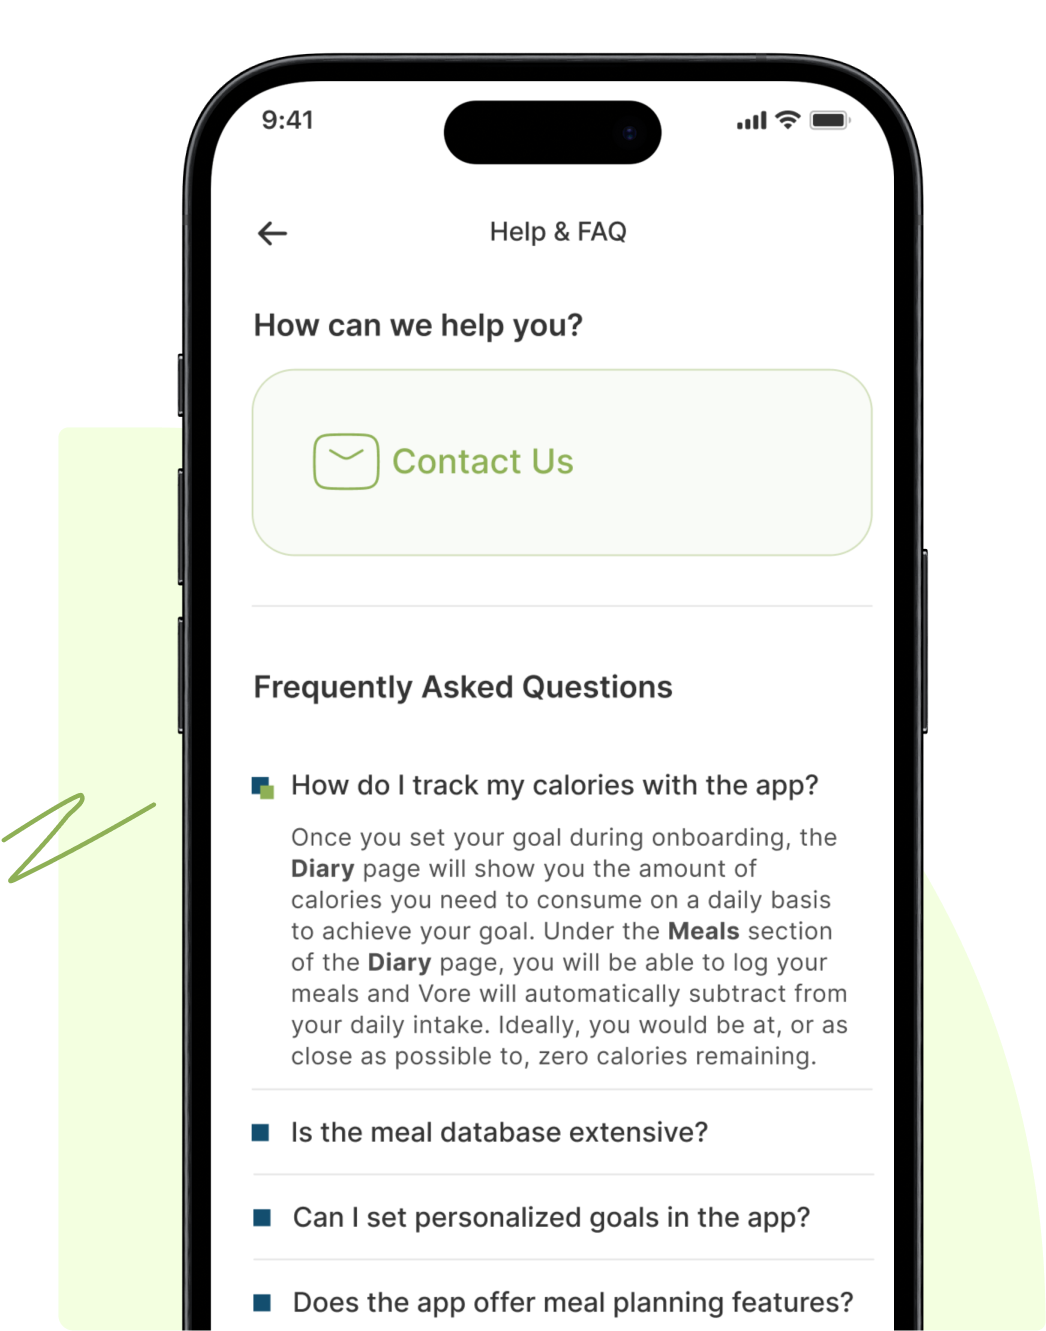 9:41
Help & FAQ
How can we help you?
Contact Us
Frequently Asked Questions
How do I track my calories with the app?
Once you set your goal during onboarding, the
Diary page will show you the amount of
calories you need to consume on a daily basis
to achieve your goal. Under the Meals section
of the Diary page, you will be able to log your
meals and Vore will automatically subtract from
your daily intake. Ideally, you would be at, or as
close as possible to, zero calories remaining.
Is the meal database extensive?
Can I set personalized goals in the app?
Does the app offer meal planning features?